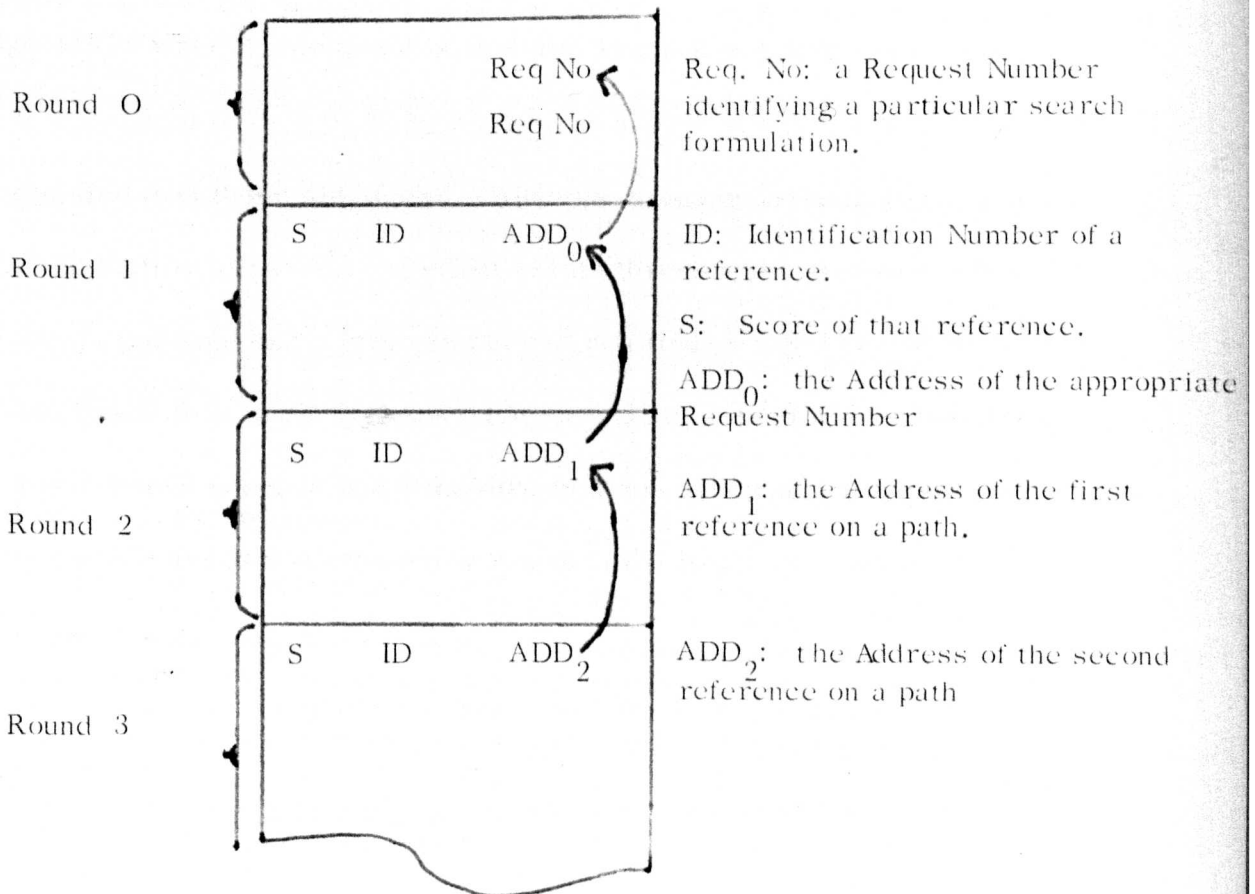 Round O
Req No
Req No
Req. No: a Request Number
identifying a particular search
formulation.
Round 1
S ID ADD₀
ID: Identification Number of a
reference.
S: Score of that reference.
ADD₀: the Address of the appropriate
Request Number
Round 2
S ID ADD₁
ADD₁: the Address of the first
reference on a path.
Round 3
S ID ADD₂
ADD₂: the Address of the second
reference on a path